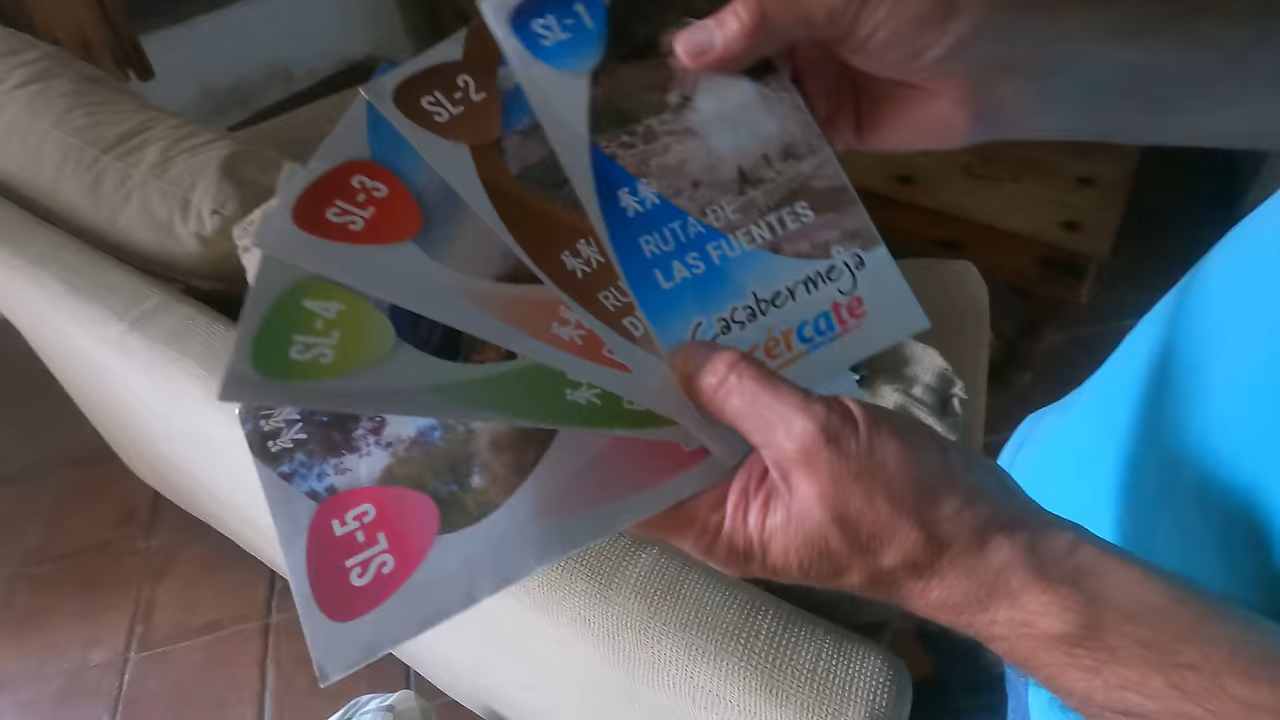 SL-1
RUTA DE
LAS FUENTES
Casabermeja
SL-2
SL-3
SL-4
SL-5